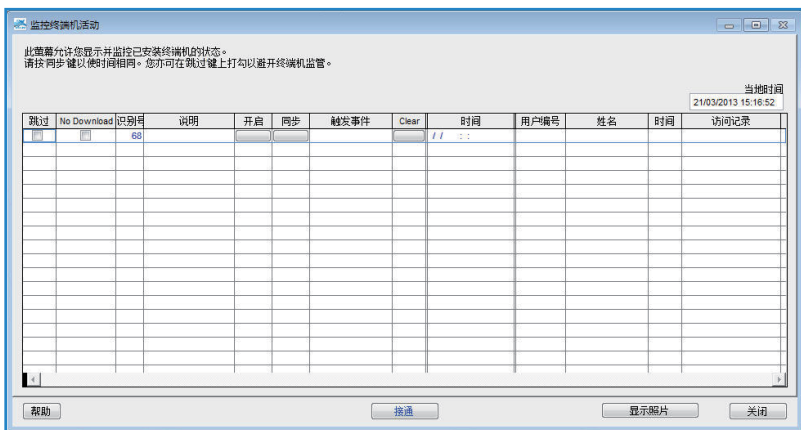 监控终端机活动
此萤幕允许您显示并监控已安装终端机的状态。
请按同步键以使时间相同。您亦可在跳过键上打勾以避开终端机监管。
当地时间
21/03/2013 15:16:52
跳过 No Download 识别号 说明 开启 同步 触发事件 Clear 时间 用户编号 姓名 时间 访问记录
68 / / : :
帮助 接通 显示照片 关闭